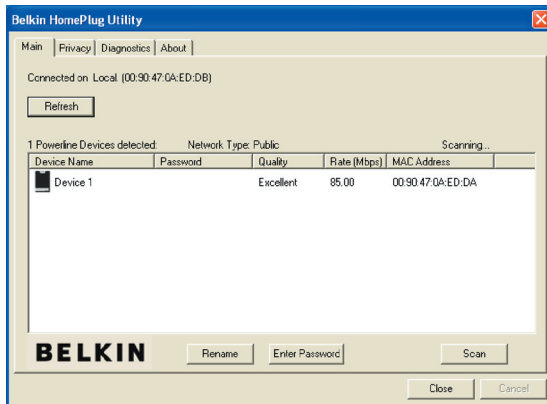 Belkin HomePlug Utility
Main Privacy Diagnostics About
Connected on Local (00:90:47:0A:ED:DB)
Refresh
1 Powerline Devices detected: Network Type: Public Scanning...
Device Name Password Quality Rate (Mbps) MAC Address
Device 1 Excellent 85.00 00:90:47:0A:ED:DA
BELKIN Rename Enter Password Scan
Close Cancel